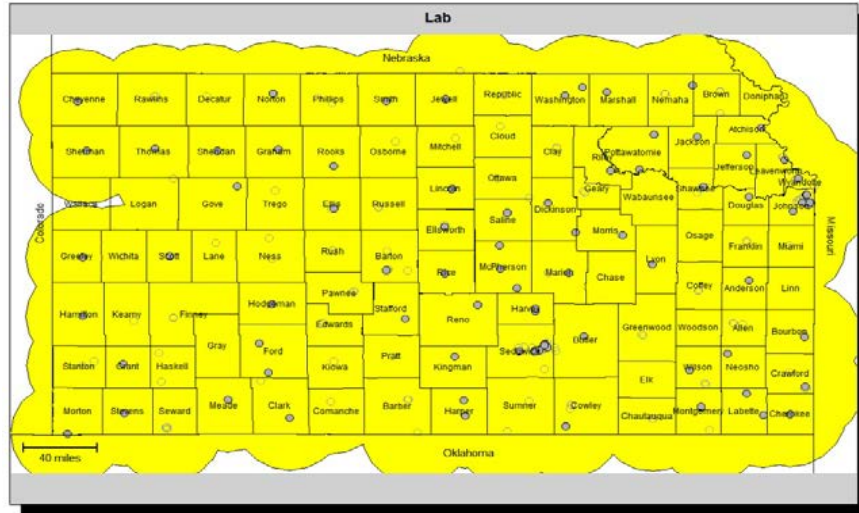 Lab
Nebraska
Cheyenne Rawlins Decatur Norton Phillips Smith Jewell Republic Washington Marshall Nemaha Brown Doniphan
Atchison
Sherman Thomas Sheridan Graham Rooks Osborne Mitchell Cloud Clay Riley Pottawatomie Jackson Jefferson Leavenworth
Wyandotte
Wallace Logan Gove Trego Ellis Russell Lincoln Ottawa Dickinson Geary Wabaunsee Shawnee Douglas Johnson
Saline
Colorado
Missouri
Greeley Wichita Scott Lane Ness Rush Barton Ellsworth Rice McPherson Marion Morris Chase Lyon Osage Franklin Miami
Hamilton Kearny Finney Hodgeman Pawnee Stafford Reno Harvey Butler Greenwood Coffey Anderson Linn
Edwards
Gray Ford Sedgwick Woodson Allen Bourbon
Stanton Grant Haskell Kiowa Pratt Kingman Elk Wilson Neosho Crawford
Morton Stevens Seward Meade Clark Comanche Barber Harper Sumner Cowley Chautauqua Montgomery Labette Cherokee
40 miles
Oklahoma